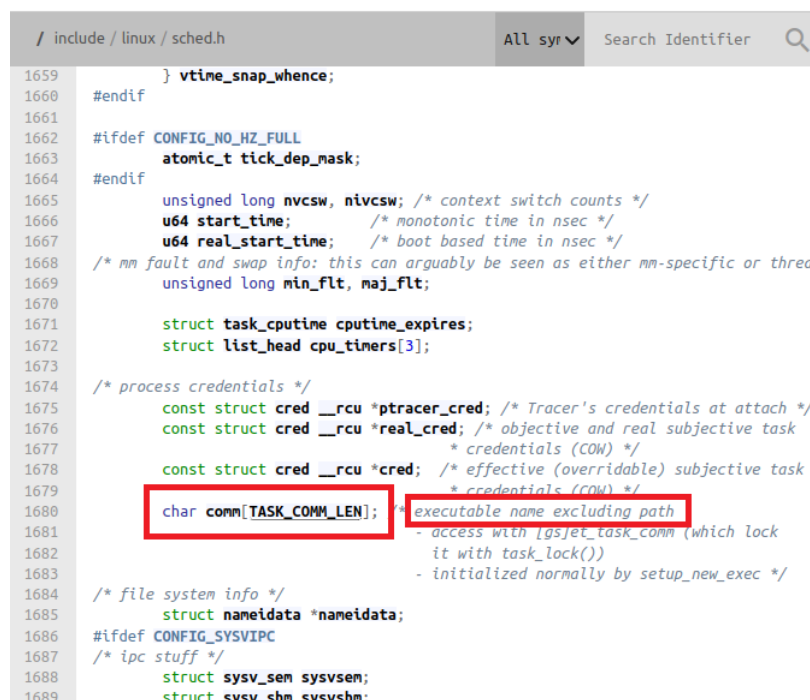 / include / linux / sched.h All syr Search Identifier
1659 } vtime_snap_whence;
1660 #endif
1661
1662 #ifdef CONFIG_NO_HZ_FULL
1663 atomic_t tick_dep_mask;
1664 #endif
1665 unsigned long nvcsw, nivcsw; /* context switch counts */
1666 u64 start_time; /* monotonic time in nsec */
1667 u64 real_start_time; /* boot based time in nsec */
1668 /* mm fault and swap info: this can arguably be seen as either mm-specific or threa
1669 unsigned long min_flt, maj_flt;
1670
1671 struct task_cputime cputime_expires;
1672 struct list_head cpu_timers[3];
1673
1674 /* process credentials */
1675 const struct cred __rcu *ptracer_cred; /* Tracer's credentials at attach */
1676 const struct cred __rcu *real_cred; /* objective and real subjective task
1677 * credentials (COW) */
1678 const struct cred __rcu *cred; /* effective (overridable) subjective task
1679 * credentials (COW) */
1680 char comm[TASK_COMM_LEN]; /* executable name excluding path
1681 - access with [gs]et_task_comm (which lock
1682 it with task_lock())
1683 - initialized normally by setup_new_exec */
1684 /* file system info */
1685 struct nameidata *nameidata;
1686 #ifdef CONFIG_SYSVIPC
1687 /* ipc stuff */
1688 struct sysv_sem sysvsem;
1689 struct sysv_shm sysvshm;